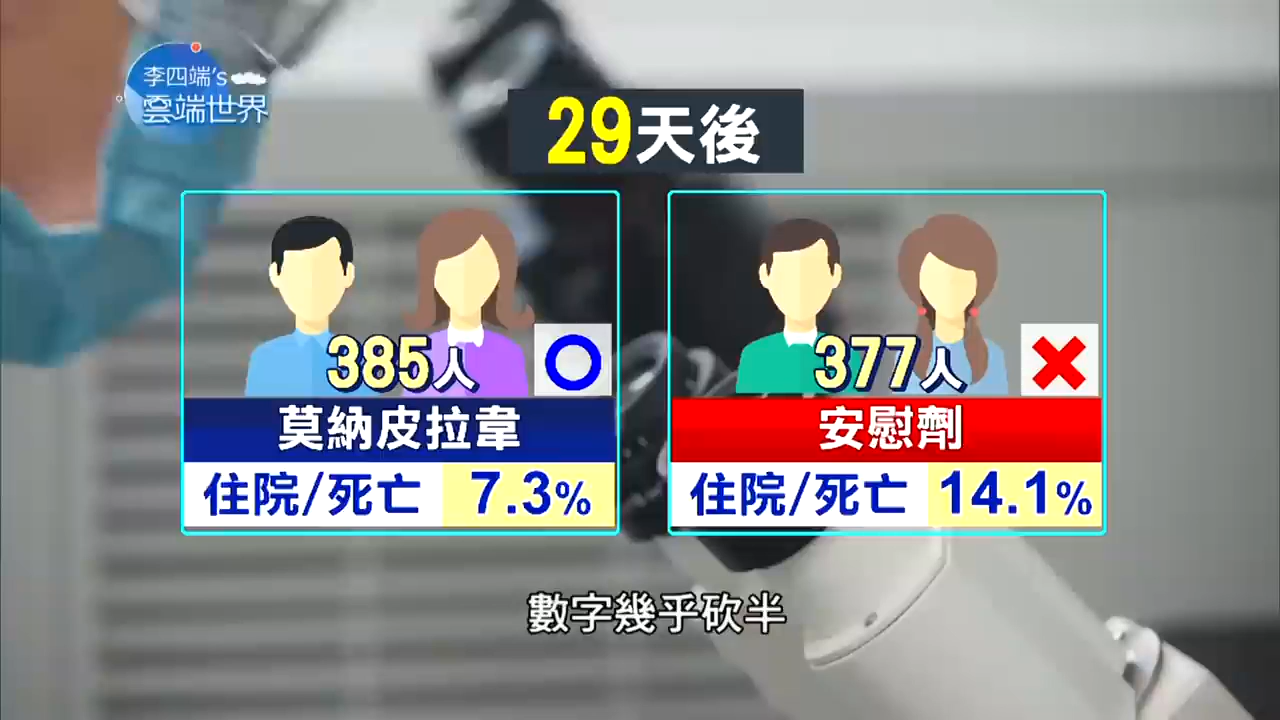 李四端's
雲端世界
29天後
385人
莫納皮拉韋
住院/死亡 7.3%
377人
安慰劑
住院/死亡 14.1%
數字幾乎砍半